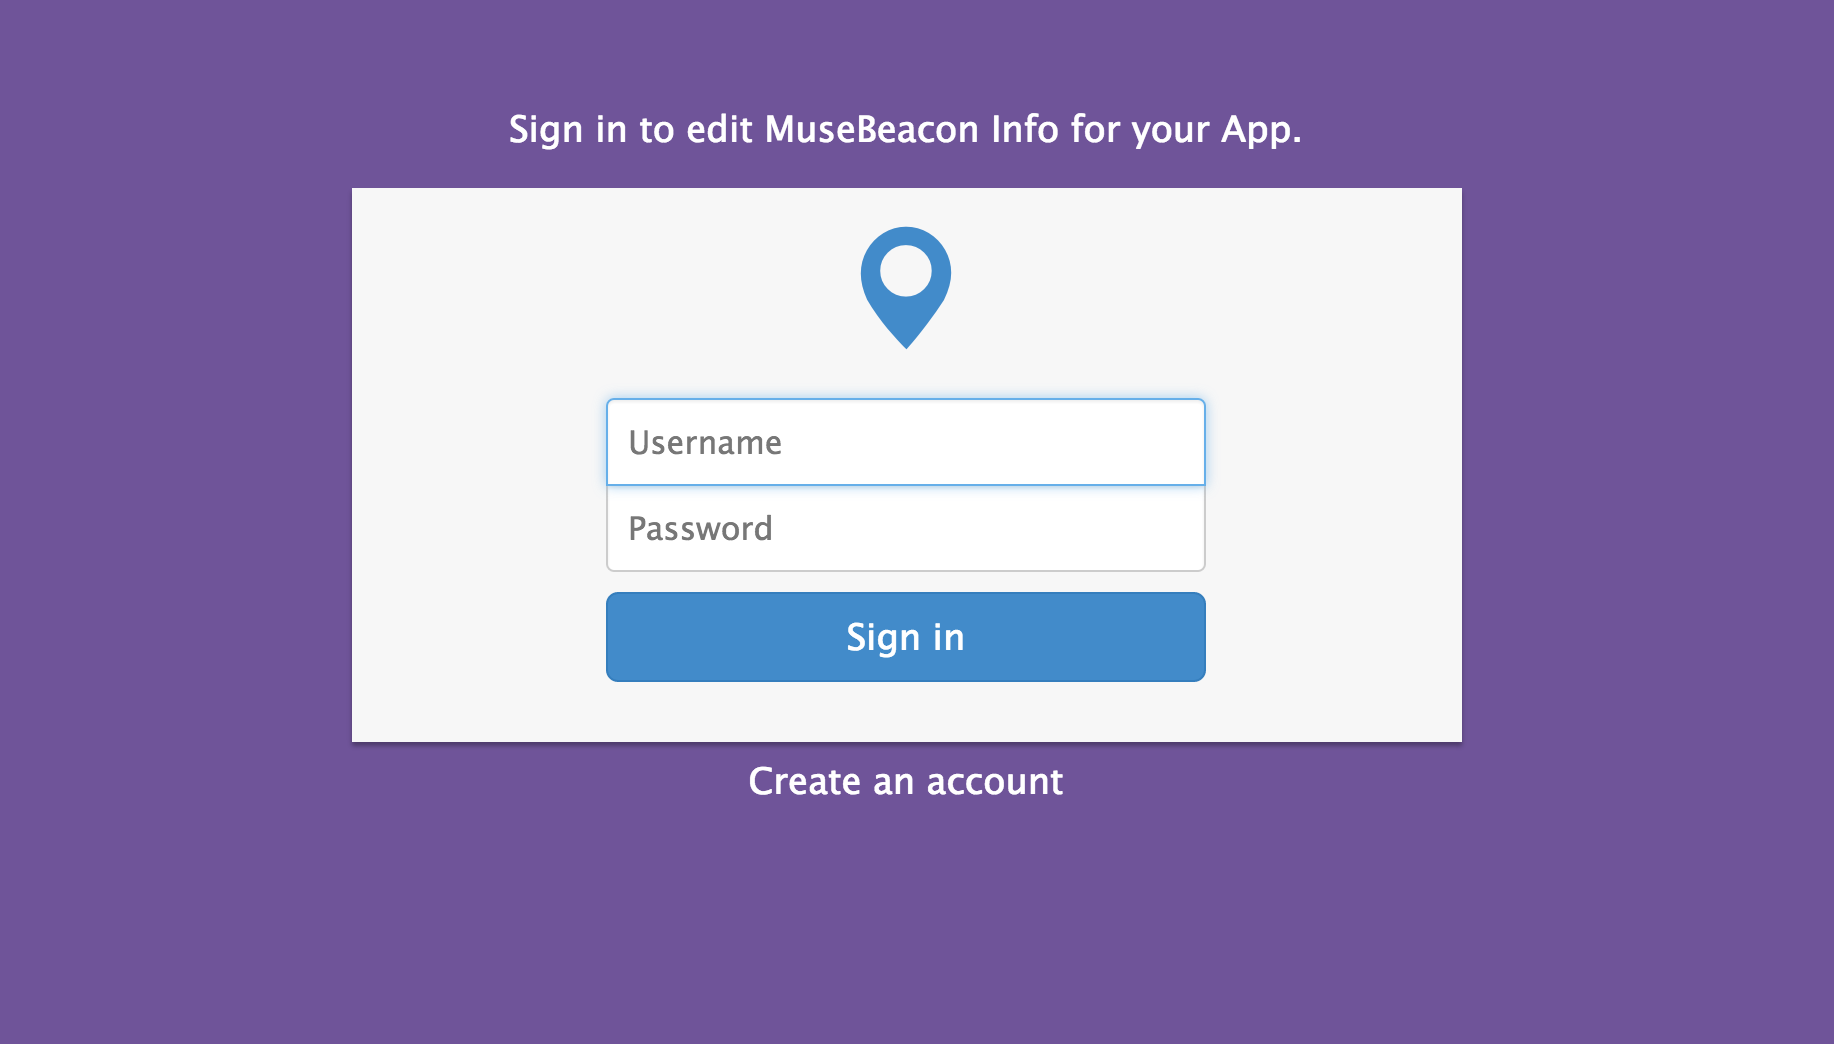 Sign in to edit MuseBeacon Info for your App.
Username
Password
Sign in
Create an account